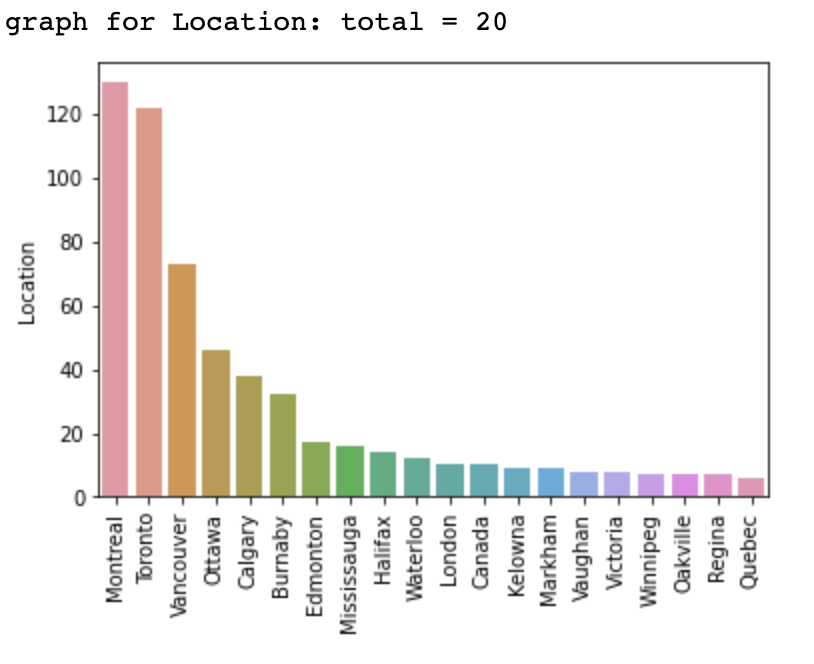 graph for Location: total = 20
120
100
80
60
40
20
0
Location
Montreal
Toronto
Vancouver
Ottawa
Calgary
Burnaby
Edmonton
Mississauga
Halifax
Waterloo
London
Canada
Kelowna
Markham
Vaughan
Victoria
Winnipeg
Oakville
Regina
Quebec